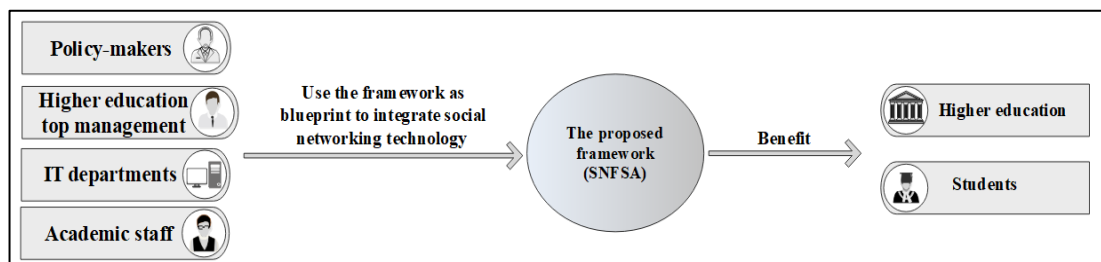 Policy-makers
Higher education
top management
IT departments
Academic staff
Use the framework as
blueprint to integrate social
networking technology
The proposed
framework
(SNFSA)
Benefit
Higher education
Students